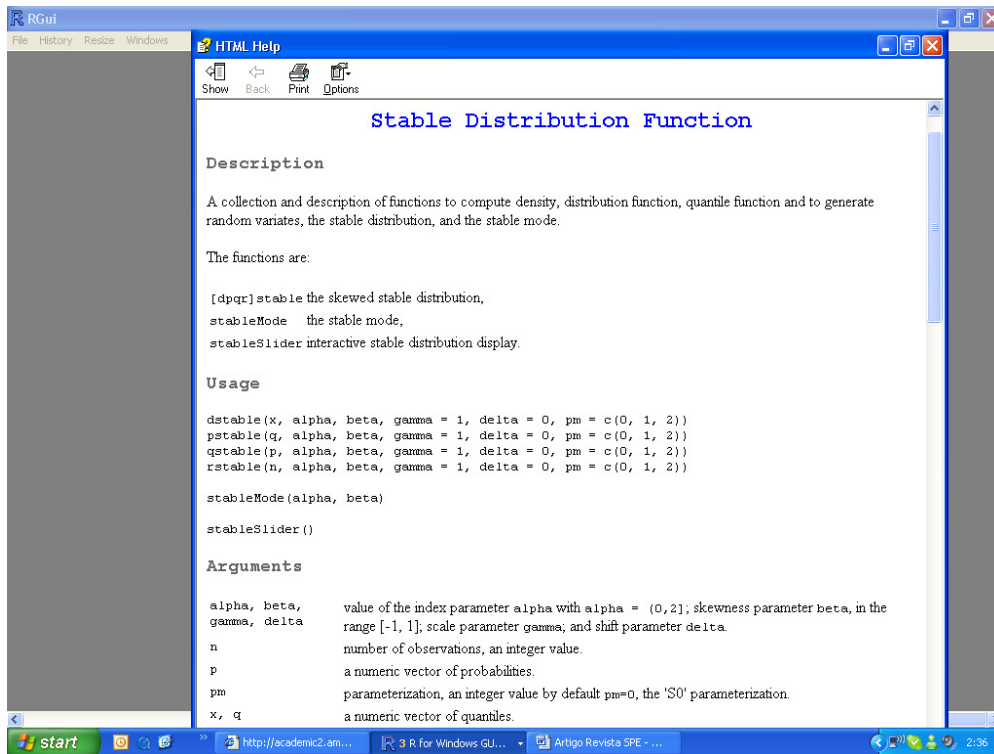 RGui
File History Resize Windows
HTML Help
Show Back Print Options
Stable Distribution Function
Description
A collection and description of functions to compute density, distribution function, quantile function and to generate
random variates, the stable distribution, and the stable mode.
The functions are:
[dpqr]stable the skewed stable distribution,
stableMode the stable mode,
stableSlider interactive stable distribution display.
Usage
dstable(x, alpha, beta, gamma = 1, delta = 0, pm = c(0, 1, 2))
pstable(q, alpha, beta, gamma = 1, delta = 0, pm = c(0, 1, 2))
qstable(p, alpha, beta, gamma = 1, delta = 0, pm = c(0, 1, 2))
rstable(n, alpha, beta, gamma = 1, delta = 0, pm = c(0, 1, 2))
stableMode(alpha, beta)
stableSlider()
Arguments
alpha, beta, value of the index parameter alpha with alpha = (0,2]; skewness parameter beta, in the
gamma, delta range [-1, 1]; scale parameter gamma; and shift parameter delta.
n number of observations, an integer value.
p a numeric vector of probabilities.
pm parameterization, an integer value by default pm=0, the 'S0' parameterization.
x, q a numeric vector of quantiles.
start http://academic2.am... 3 R for Windows GU... Artigo Revista SPE - ... 2:36